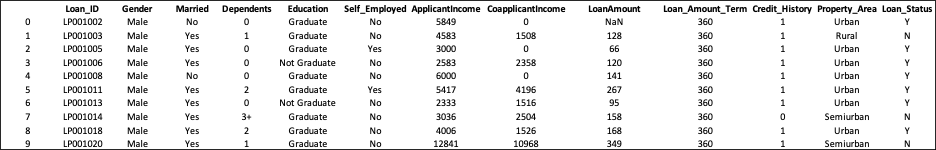 Loan_ID Gender Married Dependents Education Self_Employed ApplicantIncome CoapplicantIncome LoanAmount Loan_Amount_Term Credit_History Property_Area Loan_Status
0 LP001002 Male No 0 Graduate No 5849 0 NaN 360 1 Urban Y
1 LP001003 Male Yes 1 Graduate No 4583 1508 128 360 1 Rural N
2 LP001005 Male Yes 0 Graduate Yes 3000 0 66 360 1 Urban Y
3 LP001006 Male Yes 0 Not Graduate No 2583 2358 120 360 1 Urban Y
4 LP001008 Male No 0 Graduate No 6000 0 141 360 1 Urban Y
5 LP001011 Male Yes 2 Graduate Yes 5417 4196 267 360 1 Urban Y
6 LP001013 Male Yes 0 Not Graduate No 2333 1516 95 360 1 Urban Y
7 LP001014 Male Yes 3+ Graduate No 3036 2504 158 360 0 Semiurban N
8 LP001018 Male Yes 2 Graduate No 4006 1526 168 360 1 Urban Y
9 LP001020 Male Yes 1 Graduate No 12841 10968 349 360 1 Semiurban N